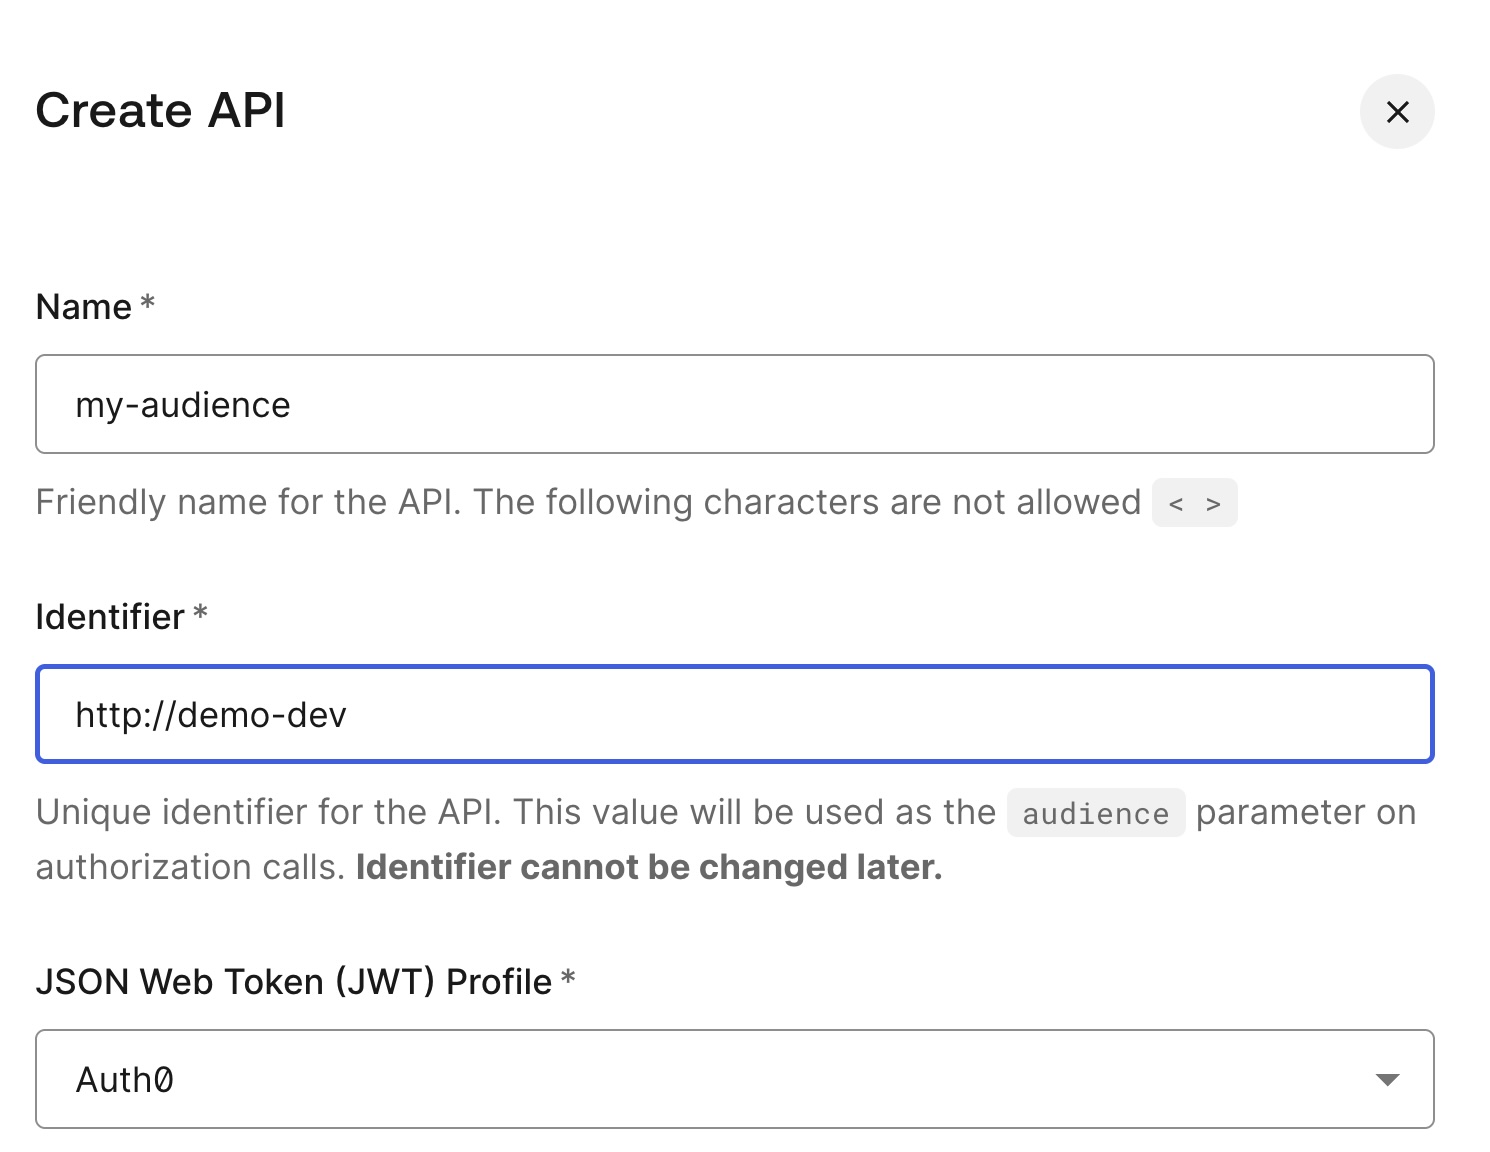 Create API
Name *
my-audience
Friendly name for the API. The following characters are not allowed < >
Identifier *
http://demo-dev
Unique identifier for the API. This value will be used as the audience parameter on
authorization calls. Identifier cannot be changed later.
JSON Web Token (JWT) Profile *
Auth0